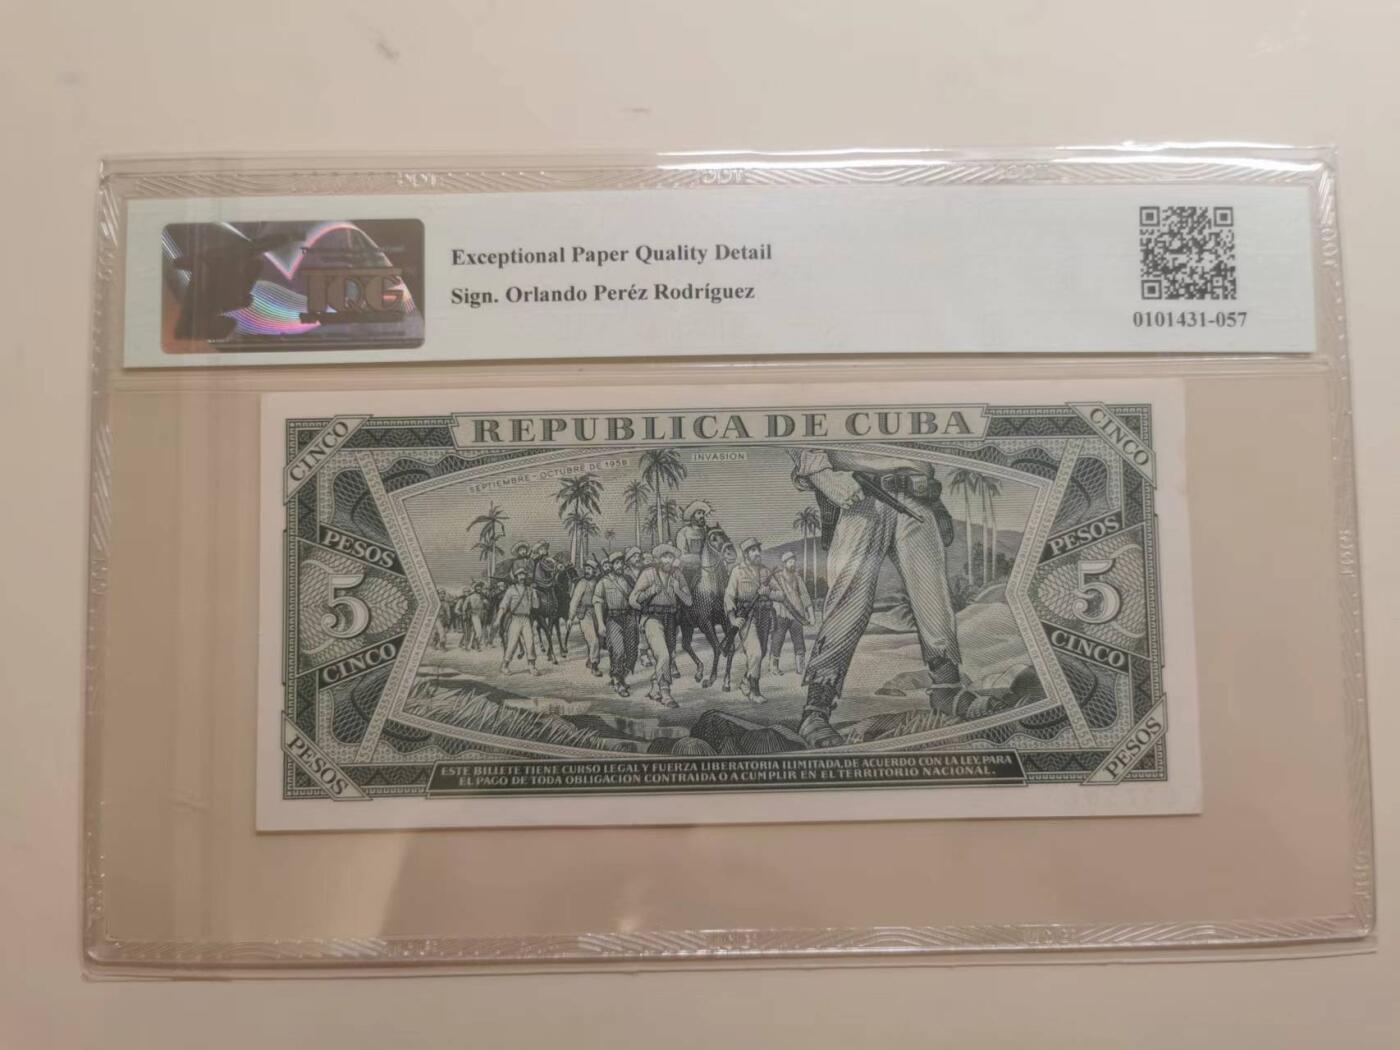 TQG
Exceptional Paper Quality Detail
Sign. Orlando Peréz Rodríguez
0101431-057
CINCO
REPUBLICA DE CUBA
CINCO
SEPTIEMBRE - OCTUBRE DE 1958
INVASION
PESOS
PESOS
5
5
CINCO
CINCO
PESOS
PESOS
ESTE BILLETE TIENE CURSO LEGAL Y FUERZA LIBERATORIA ILIMITADA, DE ACUERDO CON LA LEY, PARA
EL PAGO DE TODA OBLIGACION CONTRAIDA O A CUMPLIR EN EL TERRITORIO NACIONAL.